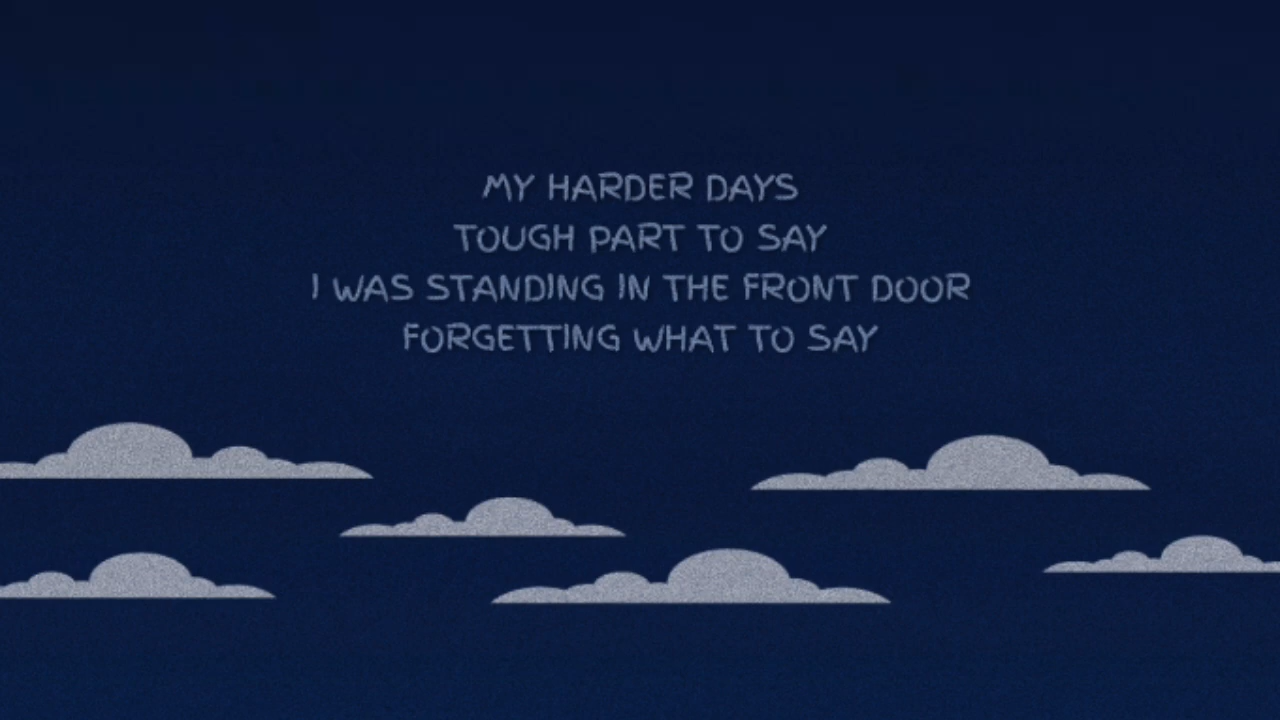 MY HARDER DAYS
TOUGH PART TO SAY
I WAS STANDING IN THE FRONT DOOR
FORGETTING WHAT TO SAY